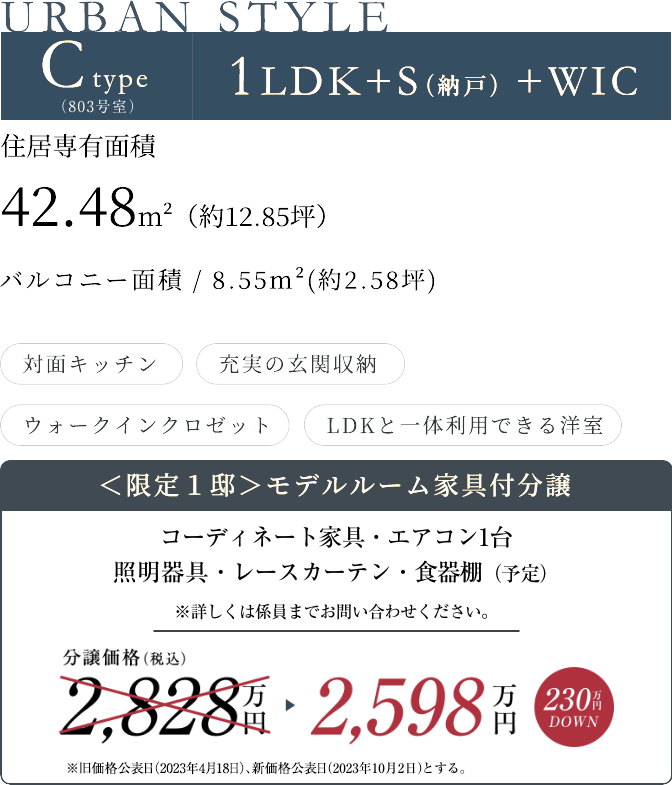 URBAN STYLE
C type
（803号室）
1LDK+S（納戸）+WIC
住居専有面積
42.48m²（約12.85坪）
バルコニー面積 / 8.55m²(約2.58坪)
対面キッチン
充実の玄関収納
ウォークインクロゼット
LDKと一体利用できる洋室
＜限定１邸＞モデルルーム家具付分譲
コーディネート家具・エアコン1台
照明器具・レースカーテン・食器棚（予定）
※詳しくは係員までお問い合わせください。
分譲価格（税込）
2,828万円
2,598万円
230万円
DOWN
※旧価格公表日（2023年4月18日）、新価格公表日（2023年10月2日）とする。